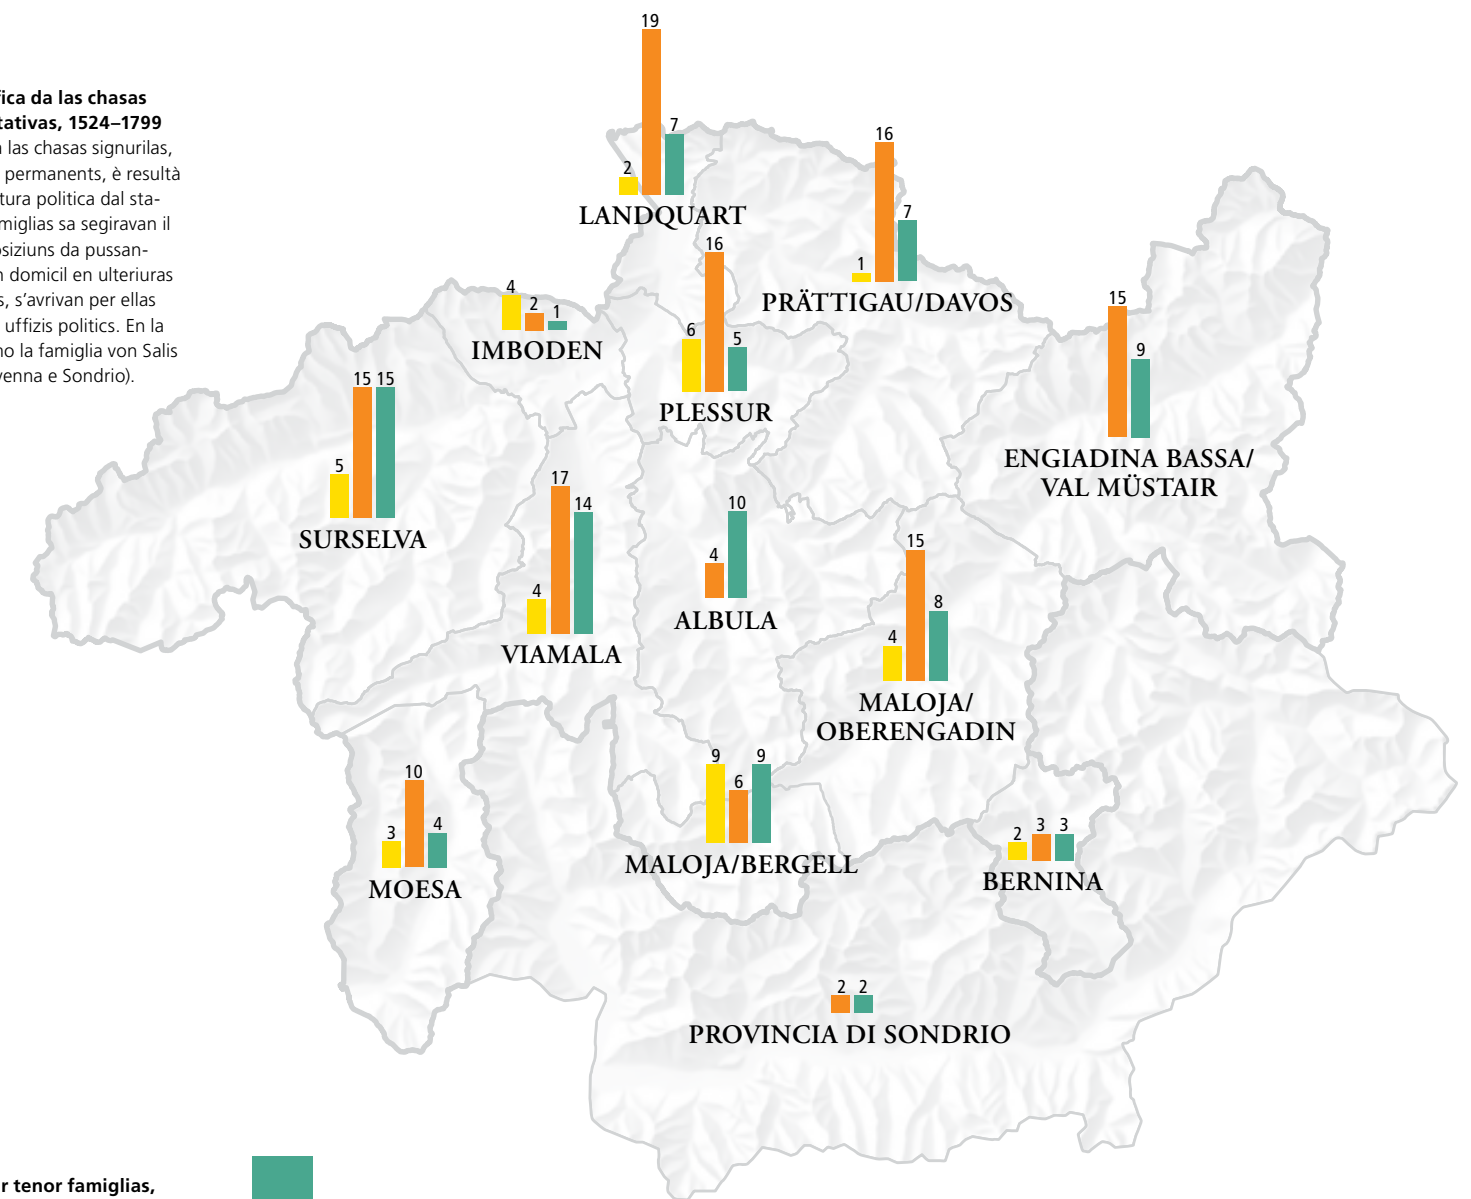 fica da las chasas
tativas, 1524–1799
las chasas signurilas,
permanents, è resultà
tura politica dal sta-
miglias sa segiravan il
siziuns da pussan-
domicil en ulteriuras
s, s’avrivan per ellas
uffizis politics. En la
no la famiglia von Salis
venna e Sondrio).
19
2
7
LANDQUART
16
1
7
PRÄTTIGAU/DAVOS
4
2
1
IMBODEN
16
6
5
PLESSUR
15
9
ENGIADINA BASSA/
VAL MÜSTAIR
5
15 15
SURSELVA
17
4
14
VIAMALA
4
10
ALBULA
15
4
8
MALOJA/
OBERENGADIN
10
3
4
MOESA
9
6
9
MALOJA/BERGELL
2
3 3
BERNINA
2 2
PROVINCIA DI SONDRIO
r tenor famiglias,